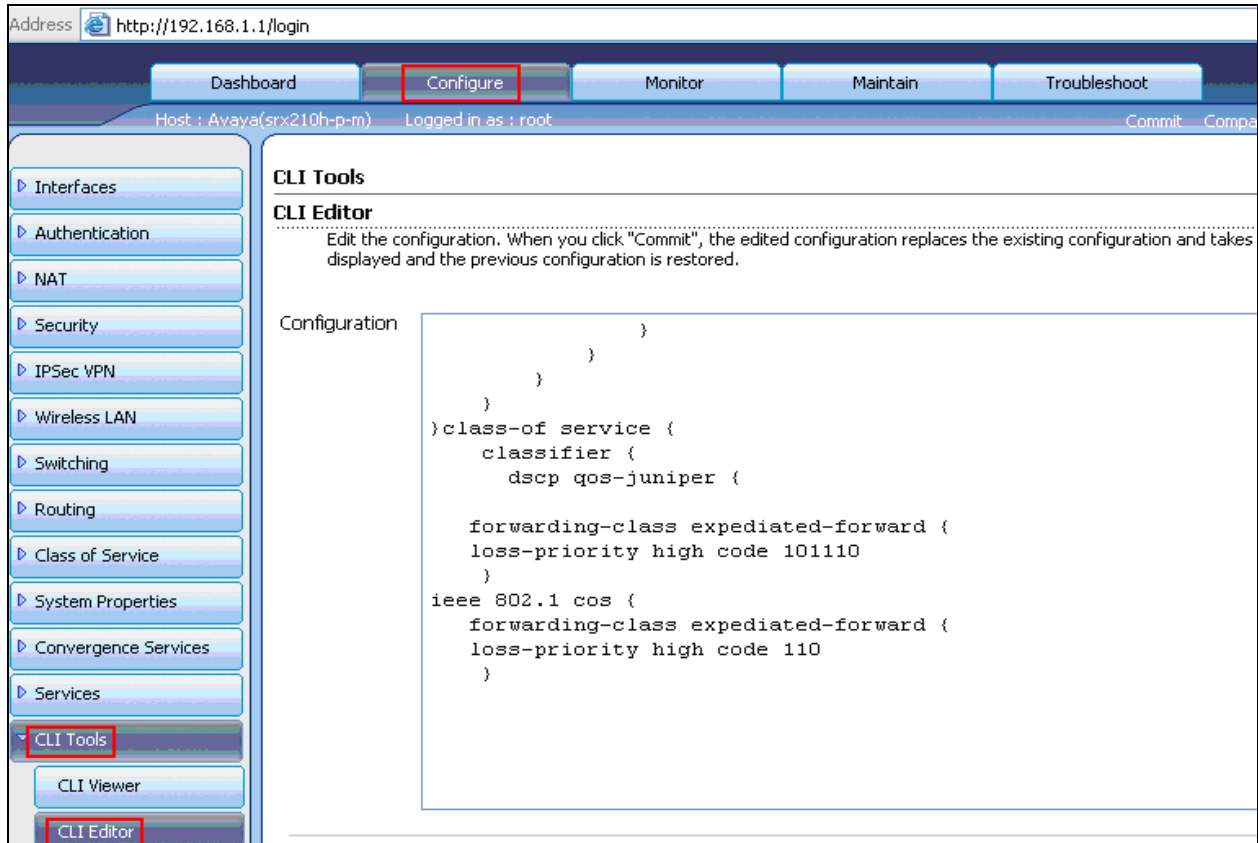 Address http://192.168.1.1/login
Dashboard Configure Monitor Maintain Troubleshoot
Host : Avaya(srx210h-p-m) Logged in as : root Commit Compa
Interfaces
Authentication
NAT
Security
IPSec VPN
Wireless LAN
Switching
Routing
Class of Service
System Properties
Convergence Services
Services
CLI Tools
CLI Viewer
CLI Editor
CLI Tools
CLI Editor
Edit the configuration. When you click "Commit", the edited configuration replaces the existing configuration and takes
displayed and the previous configuration is restored.
Configuration
}
}
}
}
}class-of service {
classifier {
dscp qos-juniper {
forwarding-class expediated-forward {
loss-priority high code 101110
}
ieee 802.1 cos {
forwarding-class expediated-forward {
loss-priority high code 110
}